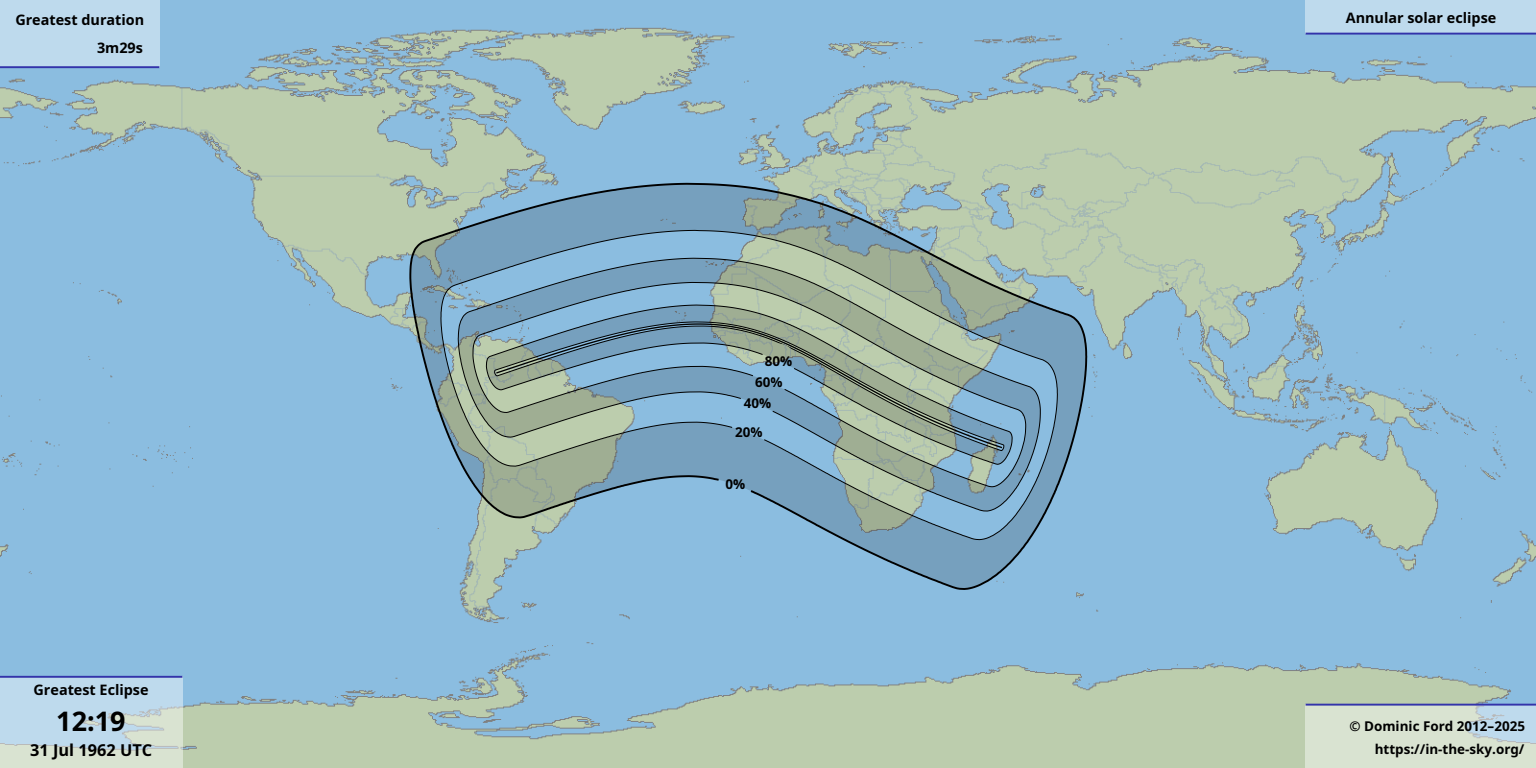 Greatest duration
3m29s
Annular solar eclipse
80%
60%
40%
20%
0%
Greatest Eclipse
12:19
31 Jul 1962 UTC
© Dominic Ford 2012–2025
https://in-the-sky.org/